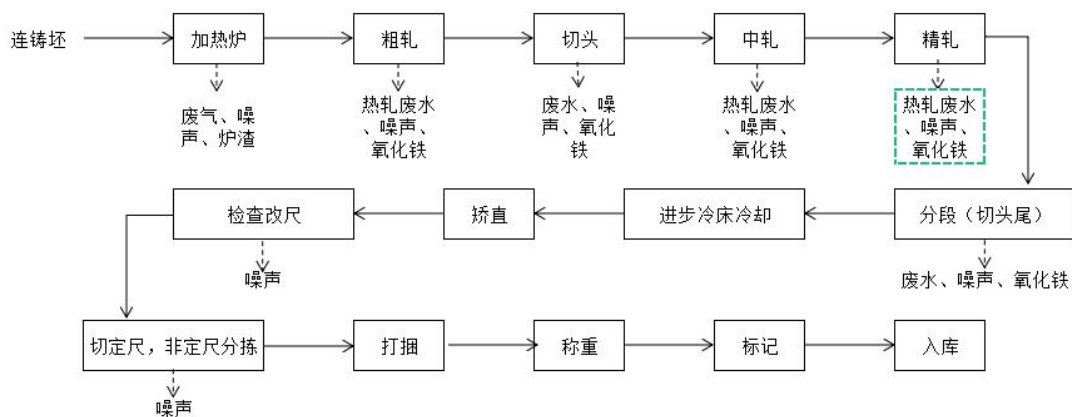 连铸坯
加热炉
粗轧
切头
中轧
精轧
废气、噪
声、炉渣
热轧废水
、噪声、
氧化铁
废水、噪
声、氧化
铁
热轧废水
、噪声、
氧化铁
热轧废水
、噪声、
氧化铁
检查改尺
矫直
进步冷床冷却
分段（切头尾）
噪声
废水、噪声、氧化铁
切定尺，非定尺分拣
打捆
称重
标记
入库
噪声